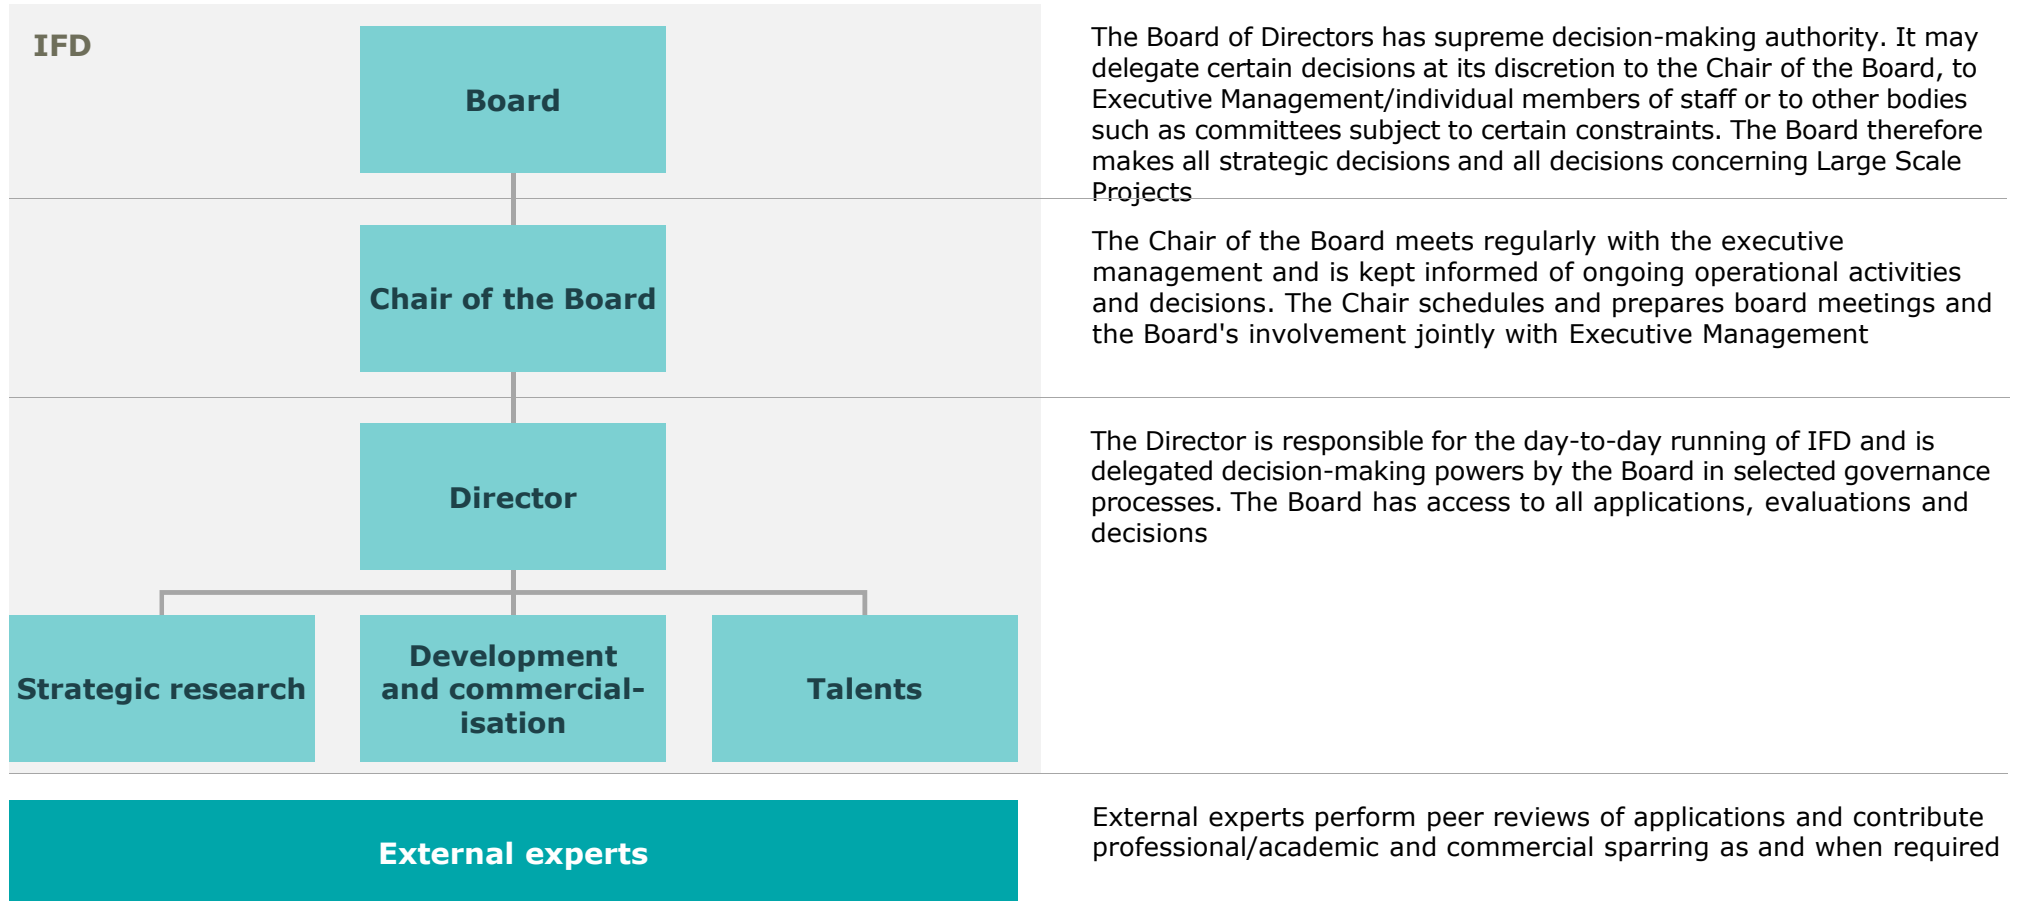 IFD
Board
The Board of Directors has supreme decision-making authority. It may
delegate certain decisions at its discretion to the Chair of the Board, to
Executive Management/individual members of staff or to other bodies
such as committees subject to certain constraints. The Board therefore
makes all strategic decisions and all decisions concerning Large Scale
Projects
Chair of the Board
The Chair of the Board meets regularly with the executive
management and is kept informed of ongoing operational activities
and decisions. The Chair schedules and prepares board meetings and
the Board's involvement jointly with Executive Management
Director
The Director is responsible for the day-to-day running of IFD and is
delegated decision-making powers by the Board in selected governance
processes. The Board has access to all applications, evaluations and
decisions
Strategic research
Development
and commercial-
isation
Talents
External experts
External experts perform peer reviews of applications and contribute
professional/academic and commercial sparring as and when required